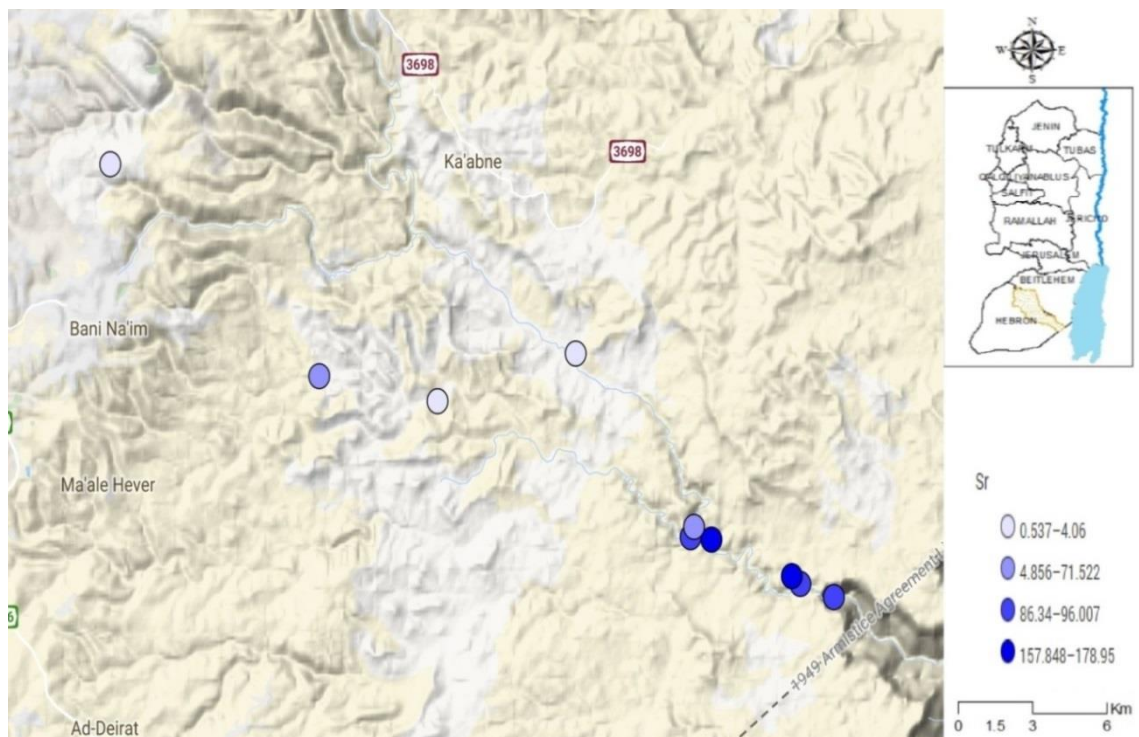 3698
Ka'abne
3698
Bani Na'im
Ma'ale Hever
6
1949 Armistice Agreement
Ad-Deirat
N
W E
S
JENIN
TUBAS
NABLUS
SALFIT
RAMALLAH
JERICHO
JERUSALEM
BEITLEHEM
HEBRON
Sr
0.537–4.06
4.856–71.522
86.34–96.007
157.848–178.95
Km
0 1.5 3 6